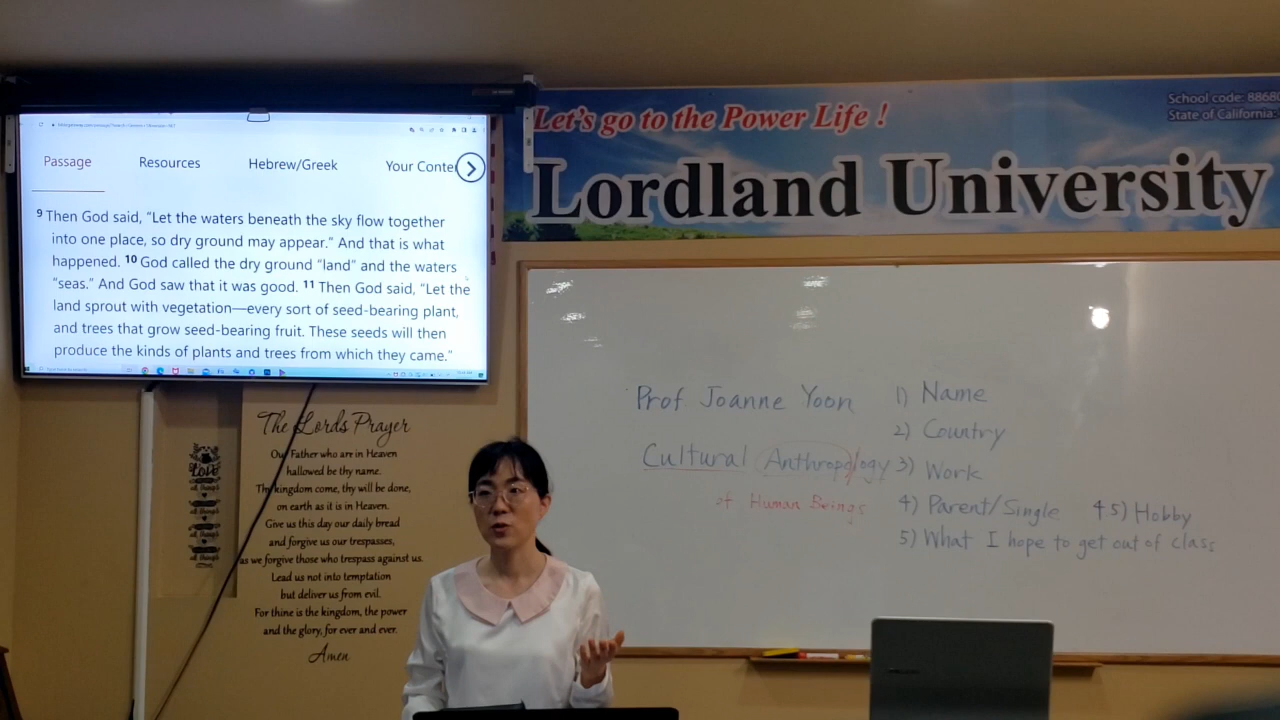 Let's go to the Power Life !
School code: 8868
State of California
Lordland University
Passage Resources Hebrew/Greek Your Conte
9 Then God said, “Let the waters beneath the sky flow together
into one place, so dry ground may appear.” And that is what
happened. 10 God called the dry ground “land” and the waters
“seas.” And God saw that it was good. 11 Then God said, “Let the
land sprout with vegetation—every sort of seed-bearing plant,
and trees that grow seed-bearing fruit. These seeds will then
produce the kinds of plants and trees from which they came.”
The Lords Prayer
Our Father who are in Heaven
hallowed be thy name.
Thy kingdom come, thy will be done,
on earth as it is in Heaven.
Give us this day our daily bread
and forgive us our trespasses,
as we forgive those who trespass against us.
Lead us not into temptation
but deliver us from evil.
For thine is the kingdom, the power
and the glory, for ever and ever.
Amen
LOVE
all things
all things
all things
Prof Joanne Yoon
Cultural Anthropology
of Human Beings
1) Name
2) Country
3) Work
4) Parent/Single 4.5) Hobby
5) What I hope to get out of class